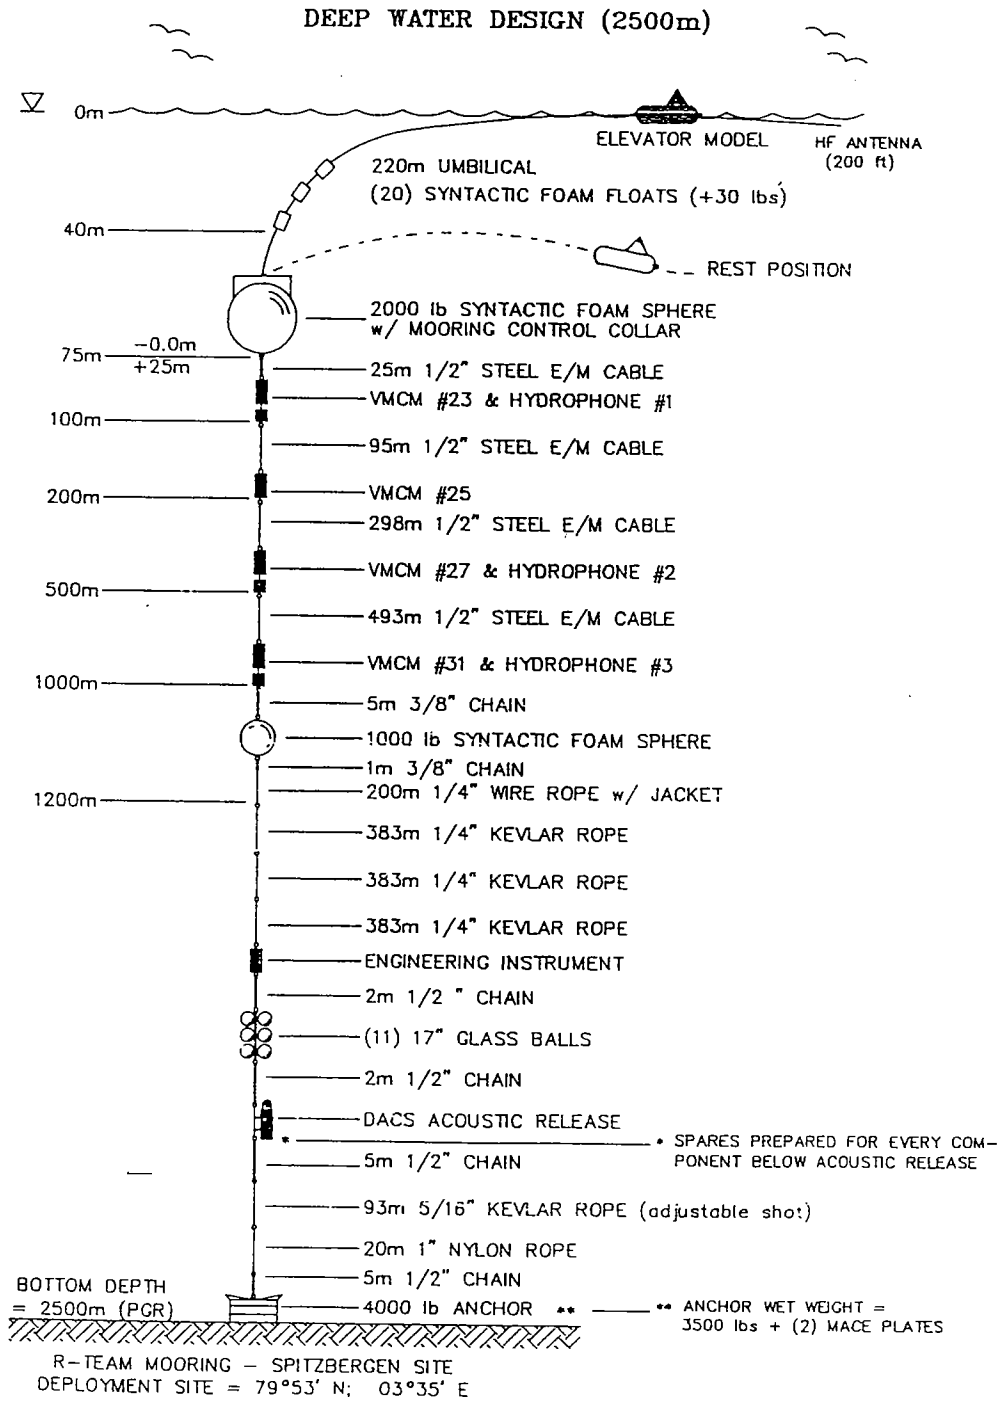 DEEP WATER DESIGN (2500m)
0m
ELEVATOR MODEL
HF ANTENNA
(200 ft)
220m UMBILICAL
(20) SYNTACTIC FOAM FLOATS (+30 lbs)
40m
REST POSITION
2000 lb SYNTACTIC FOAM SPHERE
w/ MOORING CONTROL COLLAR
-0.0m
75m
+25m
25m 1/2" STEEL E/M CABLE
VMCM #23 & HYDROPHONE #1
100m
95m 1/2" STEEL E/M CABLE
200m
VMCM #25
298m 1/2" STEEL E/M CABLE
VMCM #27 & HYDROPHONE #2
500m
493m 1/2" STEEL E/M CABLE
VMCM #31 & HYDROPHONE #3
1000m
5m 3/8" CHAIN
1000 lb SYNTACTIC FOAM SPHERE
1m 3/8" CHAIN
200m 1/4" WIRE ROPE w/ JACKET
1200m
383m 1/4" KEVLAR ROPE
383m 1/4" KEVLAR ROPE
383m 1/4" KEVLAR ROPE
ENGINEERING INSTRUMENT
2m 1/2 " CHAIN
(11) 17" GLASS BALLS
2m 1/2" CHAIN
DACS ACOUSTIC RELEASE
* * SPARES PREPARED FOR EVERY COM-
PONENT BELOW ACOUSTIC RELEASE
5m 1/2" CHAIN
93m 5/16" KEVLAR ROPE (adjustable shot)
20m 1" NYLON ROPE
5m 1/2" CHAIN
BOTTOM DEPTH
= 2500m (PGR)
4000 lb ANCHOR ** ** ANCHOR WET WEIGHT =
3500 lbs + (2) MACE PLATES
R-TEAM MOORING - SPITZBERGEN SITE
DEPLOYMENT SITE = 79°53' N; 03°35' E